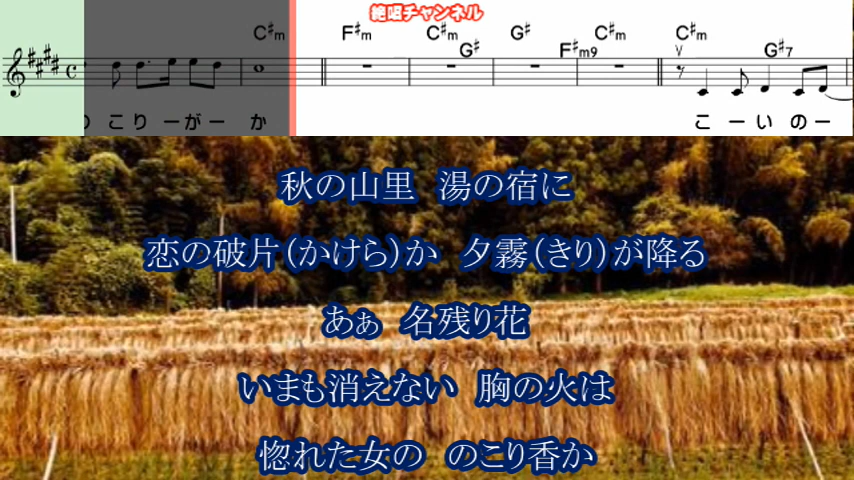 絶唱チャンネル
C#m F#m C#m G# G# F#m9 C#m C#m G#7
こりーがーか こーいのー
秋の山里 湯の宿に
恋の破片(かけら)か 夕霧(きり)が降る
あぁ 名残り花
いまも消えない 胸の火は
惚れた女の のこり香か